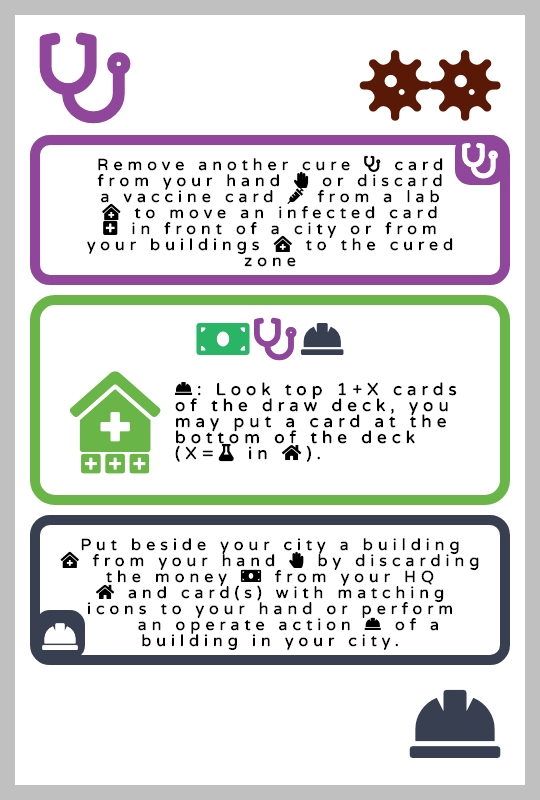 Remove another cure card
from your hand or discard
a vaccine card from a lab
to move an infected card
in front of a city or from
your buildings to the cured
zone
: Look top 1+X cards
of the draw deck, you
may put a card at the
bottom of the deck
(X= in ).
Put beside your city a building
from your hand by discarding
the money from your HQ
and card(s) with matching
icons to your hand or perform
an operate action of a
building in your city.